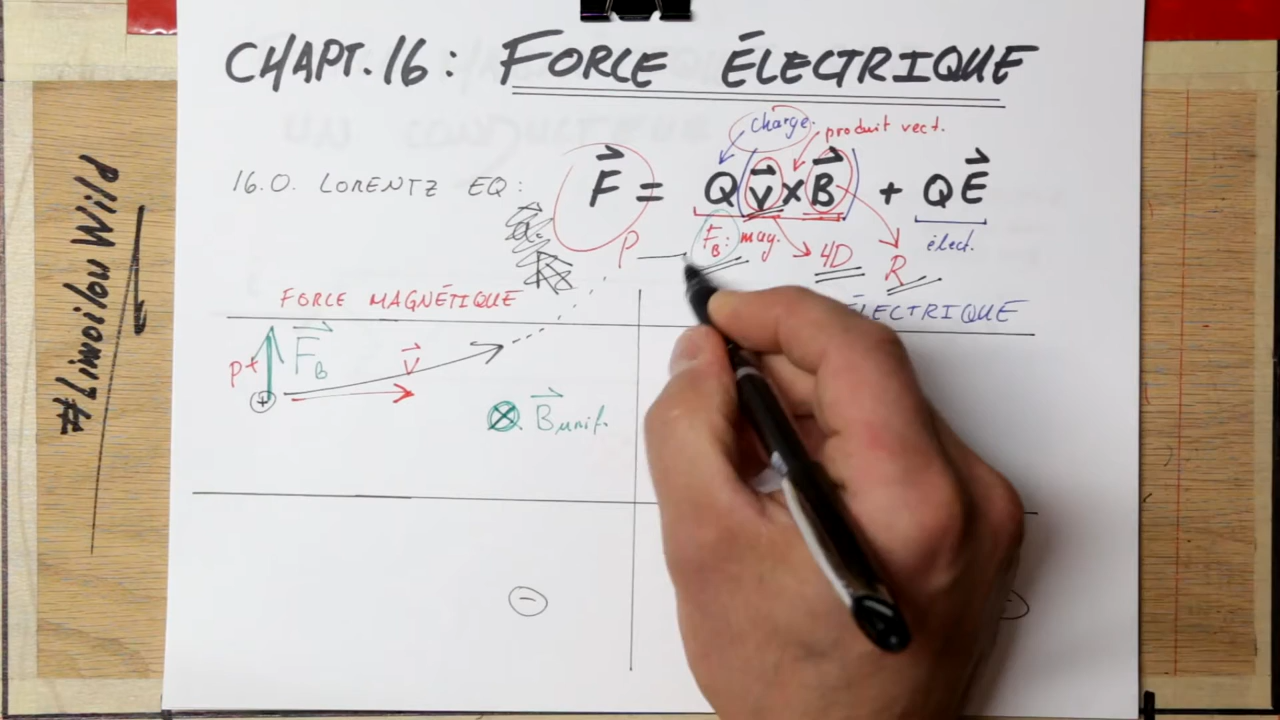 CHAPT.16: FORCE ÉLECTRIQUE
charge.
produit vect.
16.0. LORENTZ EQ: F = Q(v x B) + QE
F_B: mag.
4D
R
élect.
P
FORCE MAGNÉTIQUE
ÉLECTRIQUE
p+
F_B
v
+
B unif.
-
-
#Limoilou Wild